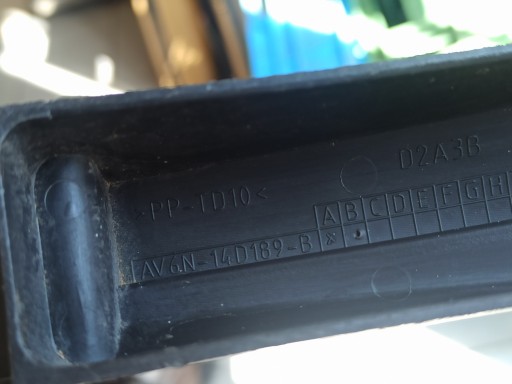 D2A3B
>PP-TD10<
A B C D E F G H
AV6N-14D189-B